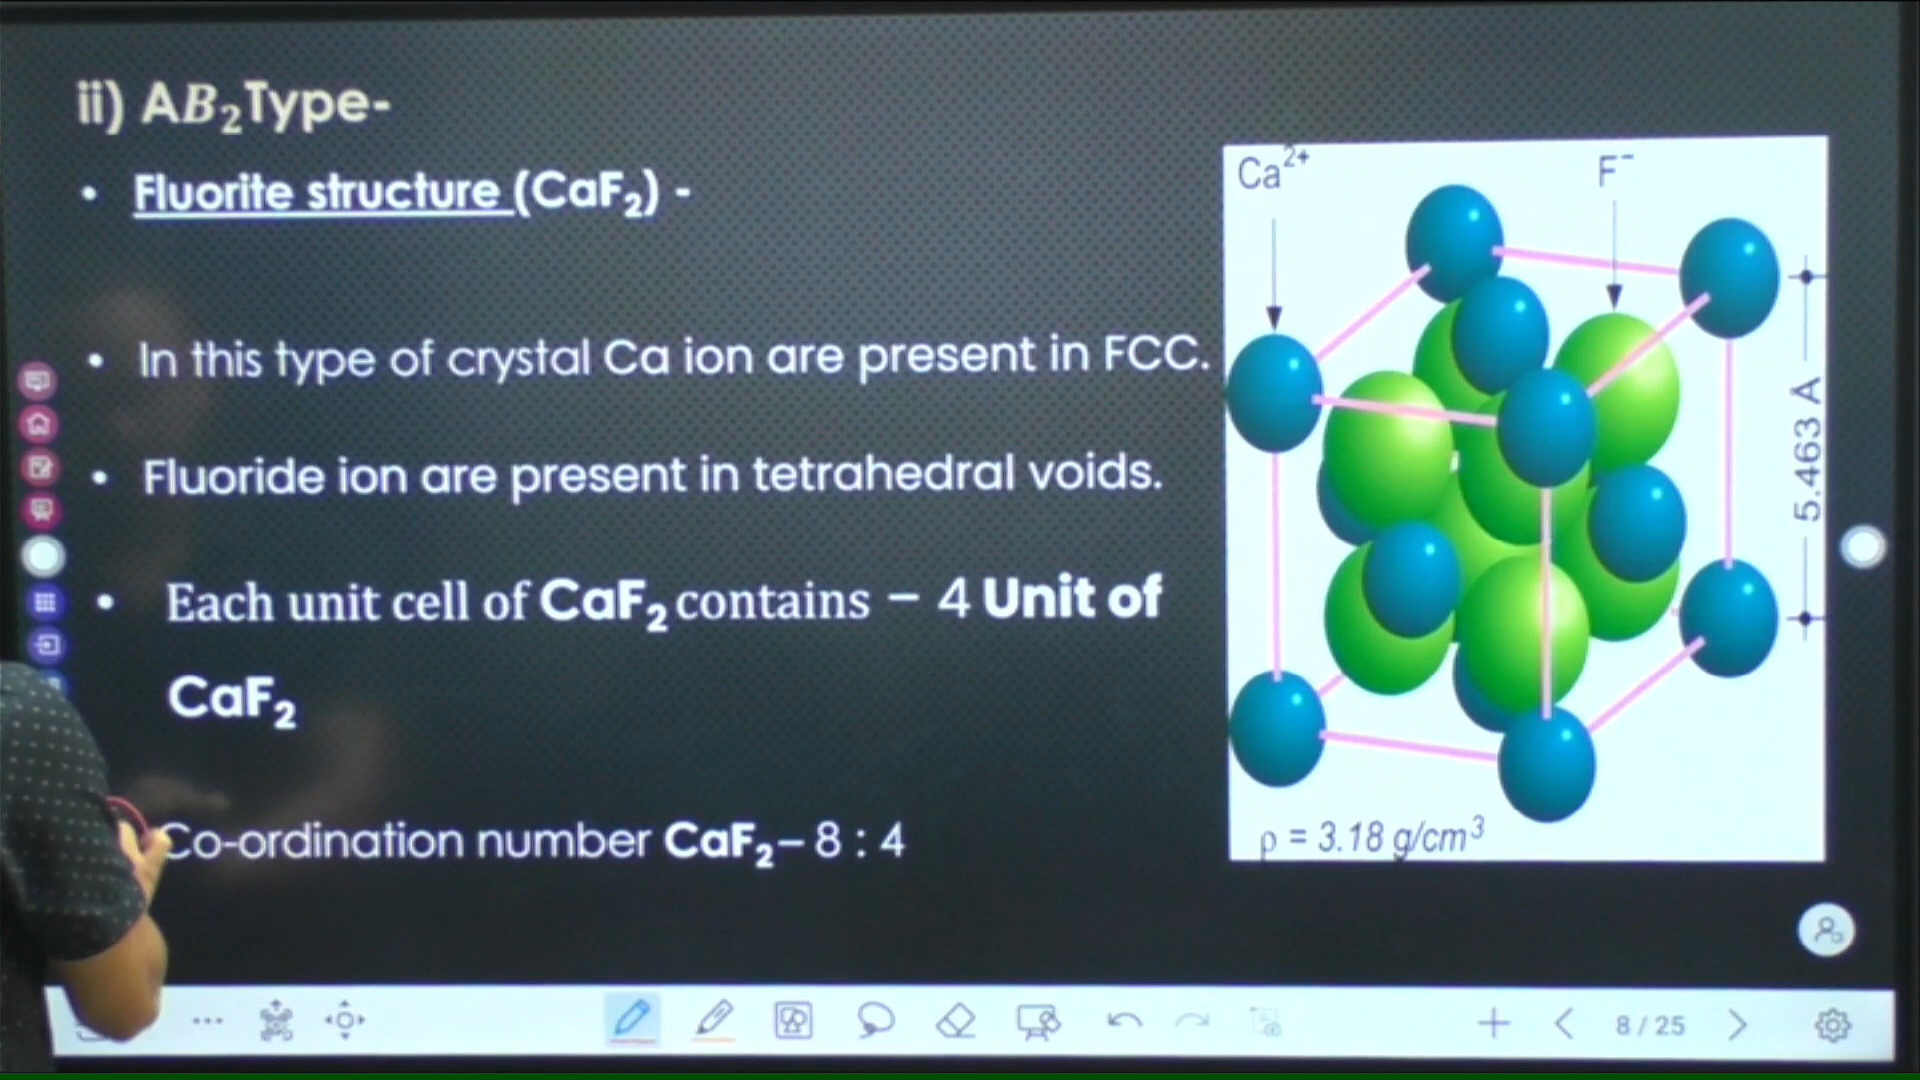 ii) AB₂Type-
• Fluorite structure (CaF₂) -
• In this type of crystal Ca ion are present in FCC.
• Fluoride ion are present in tetrahedral voids.
• Each unit cell of CaF₂ contains – 4 Unit of
CaF₂
Co-ordination number CaF₂– 8 : 4
Ca²⁺
F⁻
5.463 Å
ρ = 3.18 g/cm³
8 / 25